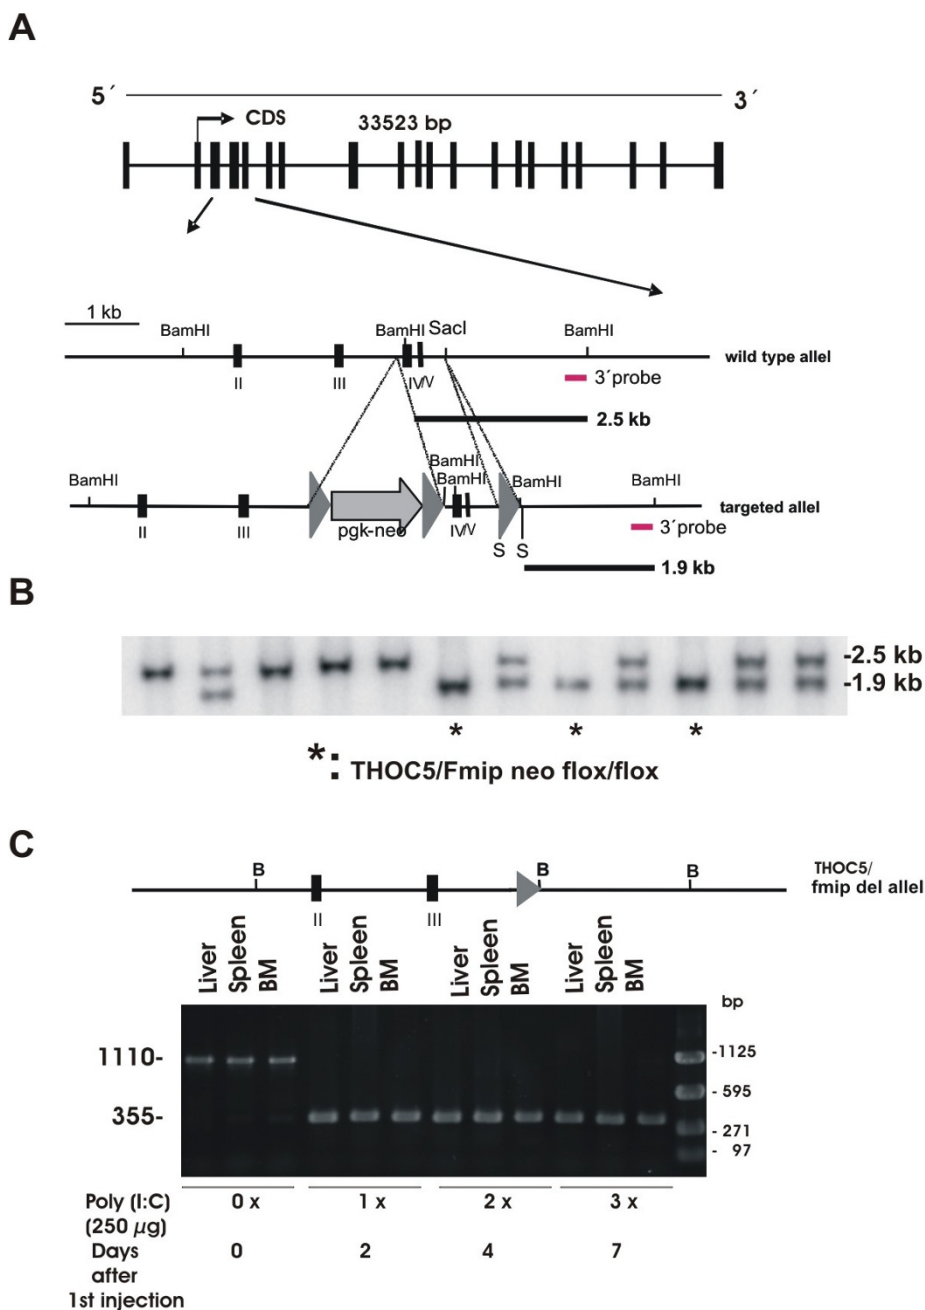 A
5´ 3´
CDS
33523 bp
1 kb
BamHI BamHI SacI BamHI
wild type allel
II III IV V
3´probe
2.5 kb
BamHI BamHI
BamHI BamHI BamHI
targeted allel
II III pgk-neo IV V
3´probe
S S
1.9 kb
B
-2.5 kb
-1.9 kb
* * *
*: THOC5/Fmip neo flox/flox
C
B B B
THOC5/
fmip del allel
II III
Liver Spleen BM Liver Spleen BM Liver Spleen BM Liver Spleen BM
bp
1110- -1125
- 595
355- - 271
- 97
Poly (I:C) 0 x 1 x 2 x 3 x
(250 µg)
Days 0 2 4 7
after
1st injection